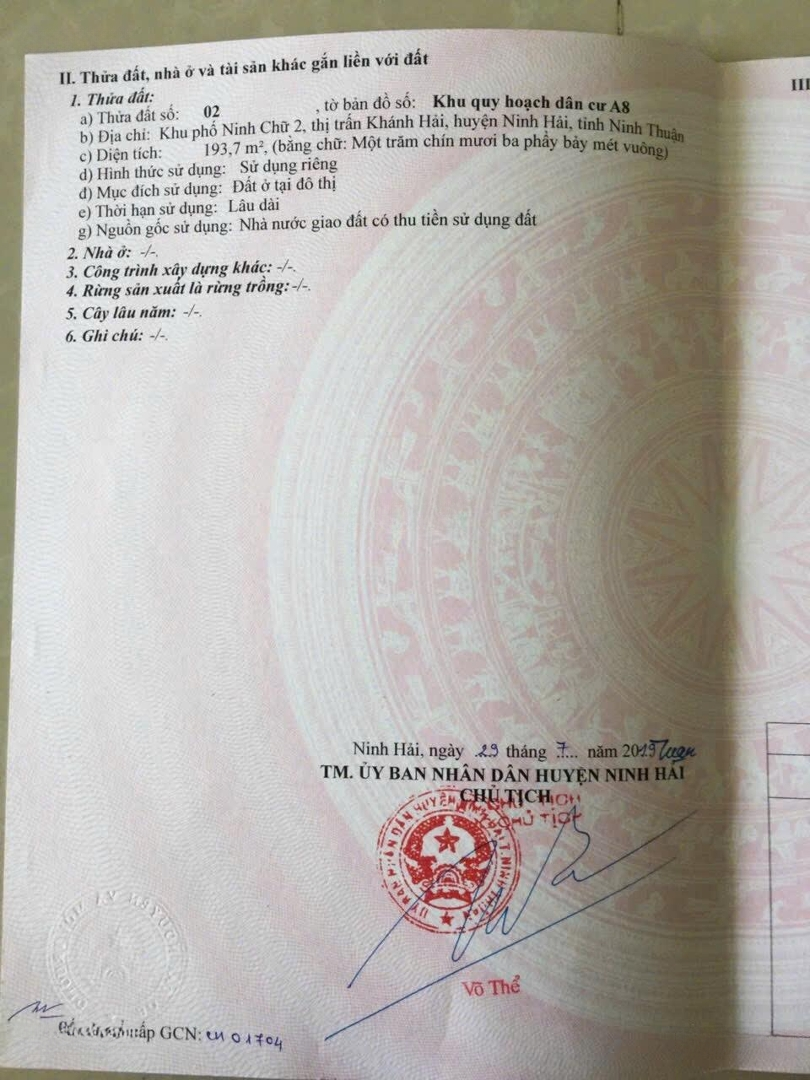 II. Thửa đất, nhà ở và tài sản khác gắn liền với đất
III
1. Thửa đất:
a) Thửa đất số: 02 , tờ bản đồ số: Khu quy hoạch dân cư A8
b) Địa chỉ: Khu phố Ninh Chữ 2, thị trấn Khánh Hải, huyện Ninh Hải, tỉnh Ninh Thuận
c) Diện tích: 193,7 m², (bằng chữ: Một trăm chín mươi ba phẩy bảy mét vuông)
d) Hình thức sử dụng: Sử dụng riêng
đ) Mục đích sử dụng: Đất ở tại đô thị
e) Thời hạn sử dụng: Lâu dài
g) Nguồn gốc sử dụng: Nhà nước giao đất có thu tiền sử dụng đất
2. Nhà ở: -/-.
3. Công trình xây dựng khác: -/-.
4. Rừng sản xuất là rừng trồng: -/-.
5. Cây lâu năm: -/-.
6. Ghi chú: -/-.
Ninh Hải, ngày 29 tháng 7 năm 2019
TM. ỦY BAN NHÂN DÂN HUYỆN NINH HẢI
CHỦ TỊCH
CHỦ TỊCH
CHỦ TỊCH
Võ Thể
cấp GCN: CH 01704